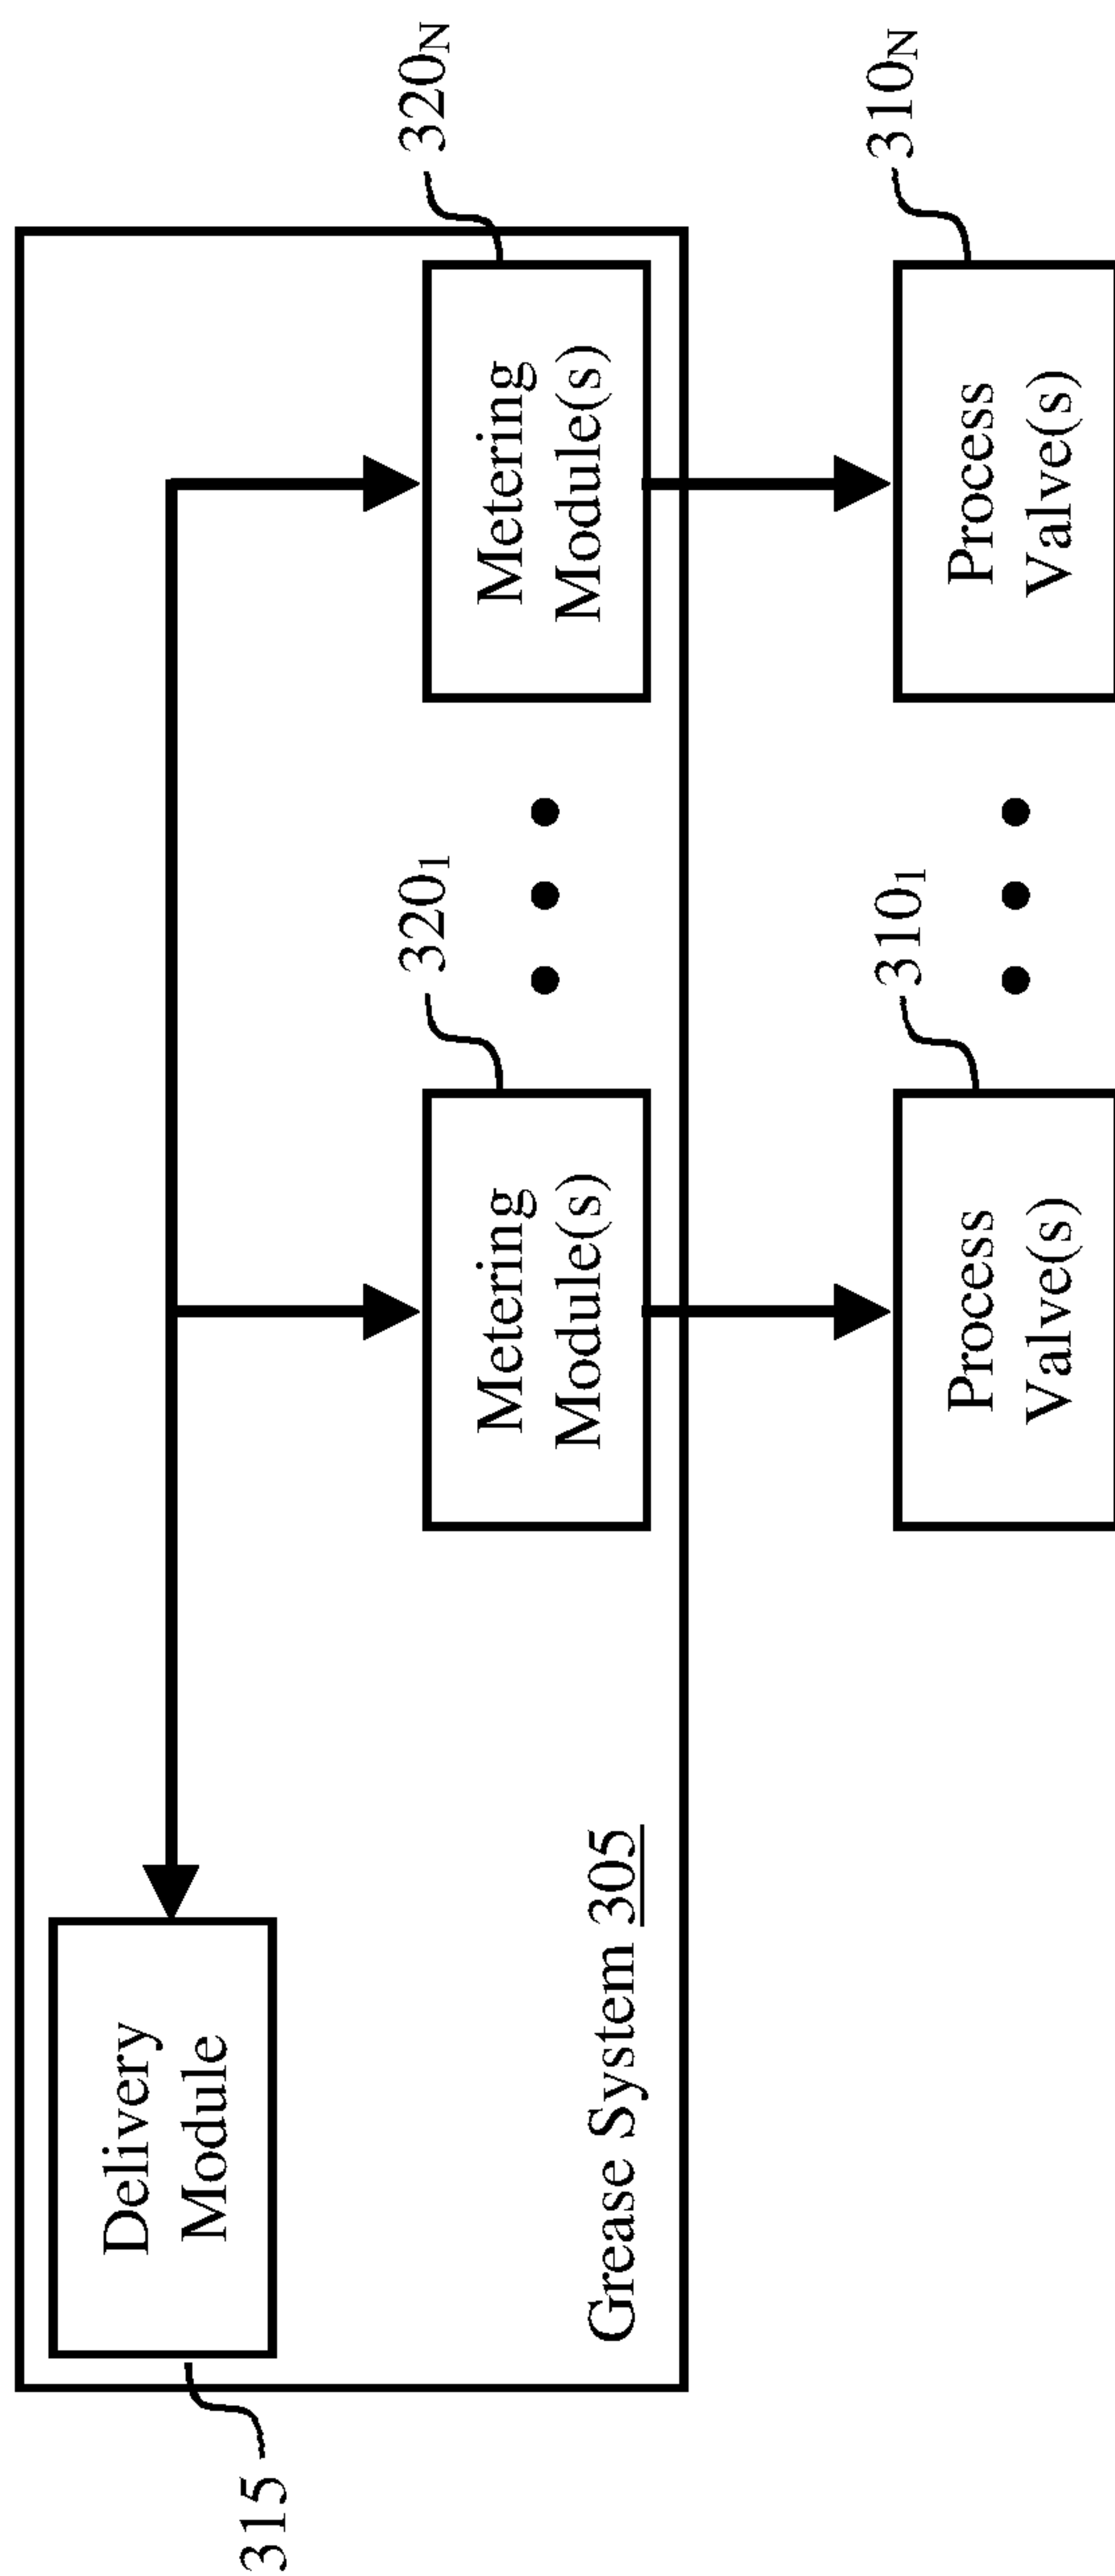 315
Delivery
Module
Grease System 305
320₁
Metering
Module(s)
320N
Metering
Module(s)
310₁
Process
Valve(s)
310N
Process
Valve(s)